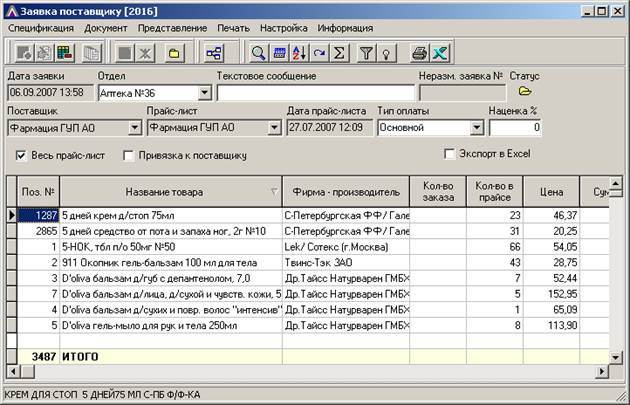 Заявка поставщику [2016]
Спецификация Документ Представление Печать Настройка Информация
Дата заявки Отдел Текстовое сообщение Неразм. заявка № Статус
06.09.2007 13:58 Аптека №36
Поставщик Прайс-лист Дата прайс-листа Тип оплаты Наценка %
Фармация ГУП АО Фармация ГУП АО 27.07.2007 12:09 Основной 0
Весь прайс-лист Привязка к поставщику Экспорт в Excel
Поз. № Название товара Фирма - производитель Кол-во заказа Кол-во в прайсе Цена Сум
1287 5 дней крем д/стоп 75мл С-Петербургская ФФ/ Гале 23 46,37
2865 5 дней средство от пота и запаха ног, 2г №10 С-Петербургская ФФ/ Гале 31 20,25
1 5-НОК, тбл п/о 50мг №50 Lek/ Сотекс (г.Москва) 66 54,05
2 911 Окопник гель-бальзам 100 мл для тела Твинс-Тэк ЗАО 43 28,75
3 D'oliva бальзам д/губ с депантенолом, 7,0 Др.Тайсс Натурварен ГМБХ 7 52,44
7 D'oliva бальзам д/лица, д/сухой и чувств. кожи, 5 Др.Тайсс Натурварен ГМБХ 5 152,95
4 D'oliva бальзам д/сухих и повр. волос "интенсив" Др.Тайсс Натурварен ГМБХ 1 65,09
5 D'oliva гель-мыло для рук и тела 250мл Др.Тайсс Натурварен ГМБХ 8 113,90
3487 ИТОГО
КРЕМ ДЛЯ СТОП 5 ДНЕЙ75 МЛ С-ПБ Ф/Ф-КА